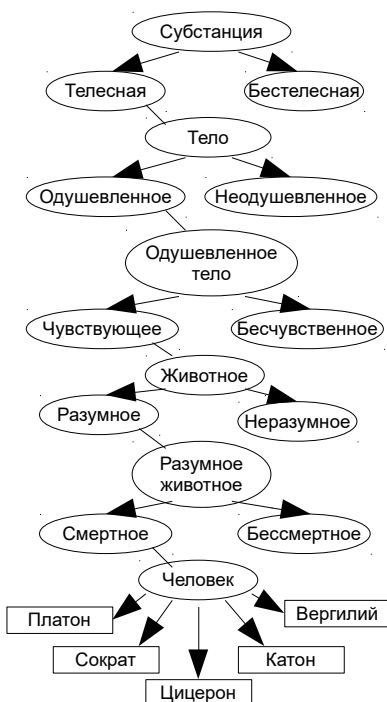 Субстанция
Телесная
Бестелесная
Тело
Одушевленное
Неодушевленное
Одушевленное
тело
Чувствующее
Бесчувственное
Животное
Разумное
Неразумное
Разумное
животное
Смертное
Бессмертное
Человек
Платон
Вергилий
Сократ
Катон
Цицерон